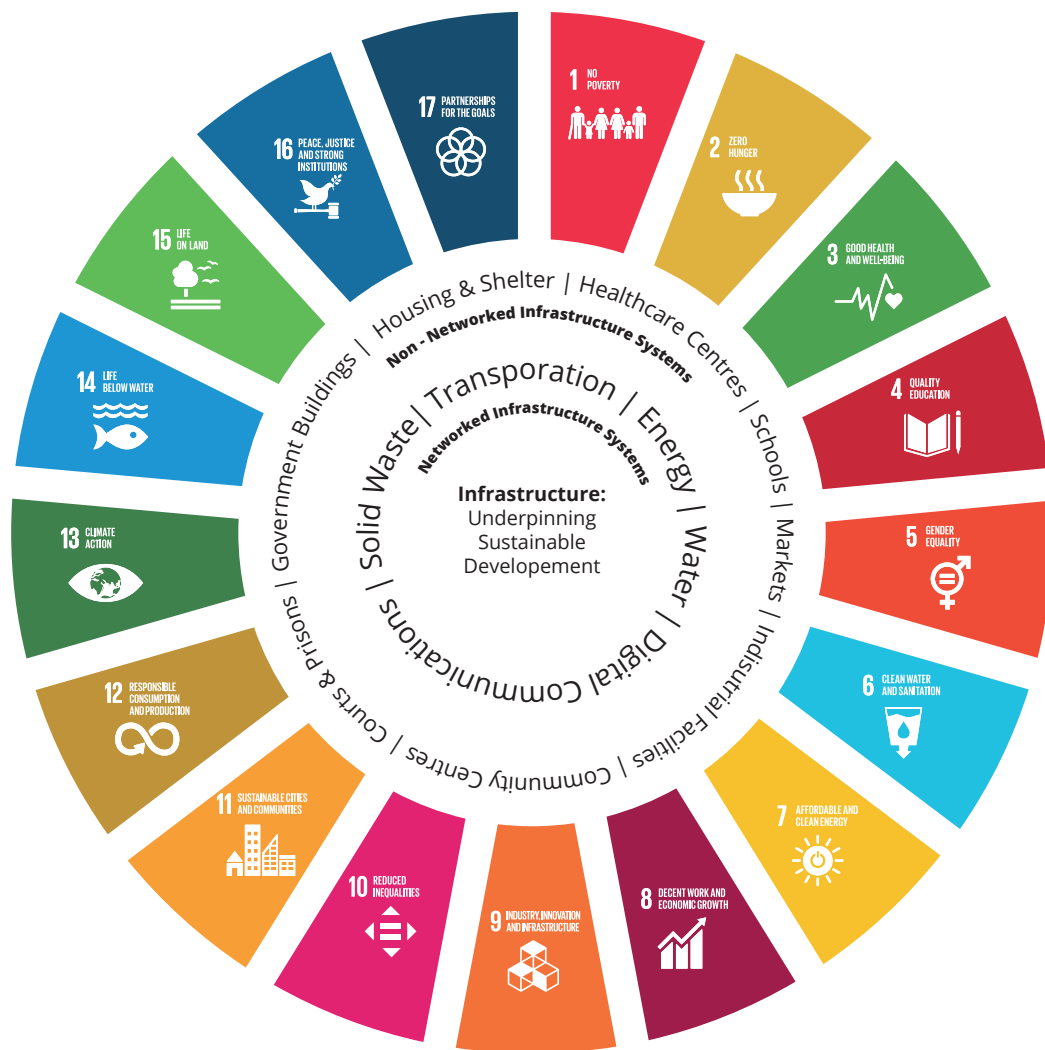 1 NO
POVERTY
2 ZERO
HUNGER
3 GOOD HEALTH
AND WELL-BEING
4 QUALITY
EDUCATION
5 GENDER
EQUALITY
6 CLEAN WATER
AND SANITATION
7 AFFORDABLE AND
CLEAN ENERGY
8 DECENT WORK AND
ECONOMIC GROWTH
9 INDUSTRY, INNOVATION
AND INFRASTRUCTURE
10 REDUCED
INEQUALITIES
11 SUSTAINABLE CITIES
AND COMMUNITIES
12 RESPONSIBLE
CONSUMPTION
AND PRODUCTION
13 CLIMATE
ACTION
14 LIFE
BELOW WATER
15 LIFE
ON LAND
16 PEACE, JUSTICE
AND STRONG
INSTITUTIONS
17 PARTNERSHIPS
FOR THE GOALS
Housing & Shelter | Healthcare Centres | Schools | Markets | Indisutrial Facilities | Community Centres | Courts & Prisons | Government Buildings |
Non - Networked Infrastructure Systems
Transporation | Energy | Water | Digital Communications | Solid Waste |
Networked Infrastructure Systems
Infrastructure:
Underpinning
Sustainable
Developement